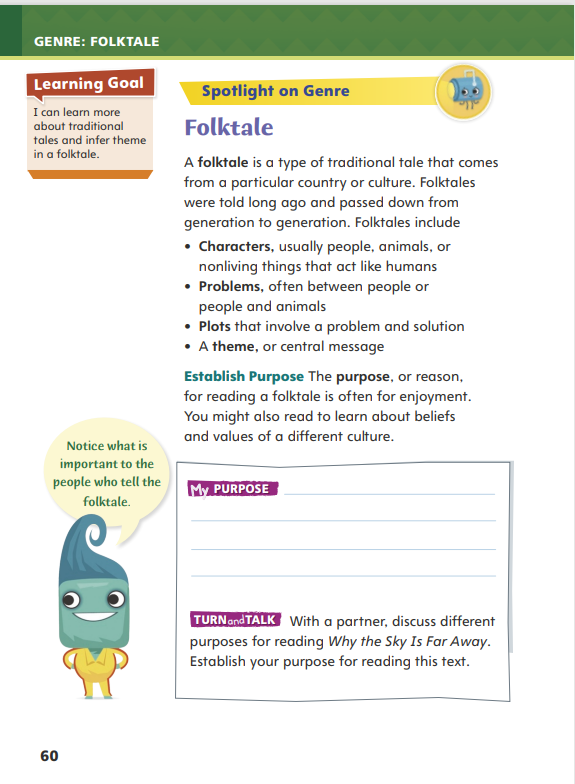 GENRE: FOLKTALE
Learning Goal
I can learn more
about traditional
tales and infer theme
in a folktale.
Spotlight on Genre
Folktale
A folktale is a type of traditional tale that comes
from a particular country or culture. Folktales
were told long ago and passed down from
generation to generation. Folktales include
• Characters, usually people, animals, or
nonliving things that act like humans
• Problems, often between people or
people and animals
• Plots that involve a problem and solution
• A theme, or central message
Establish Purpose The purpose, or reason,
for reading a folktale is often for enjoyment.
You might also read to learn about beliefs
and values of a different culture.
Notice what is
important to the
people who tell the
folktale.
My PURPOSE
TURN and TALK With a partner, discuss different
purposes for reading Why the Sky Is Far Away.
Establish your purpose for reading this text.
60